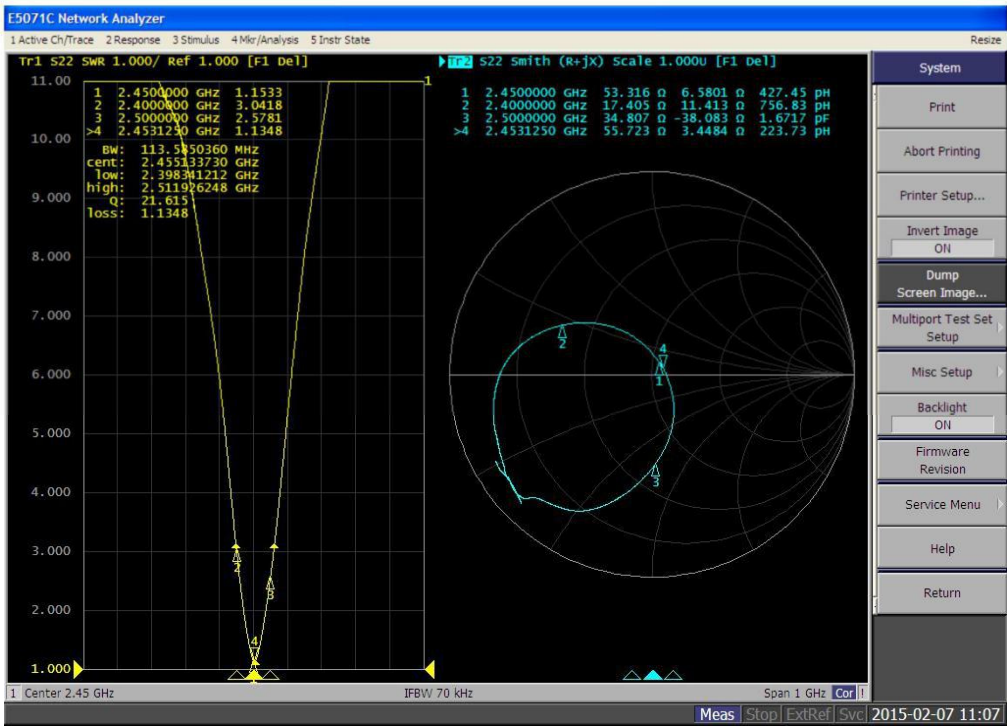 E5071C Network Analyzer
1 Active Ch/Trace 2 Response 3 Stimulus 4 Mkr/Analysis 5 Instr State
Resize
Tr1 S22 SWR 1.000/ Ref 1.000 [F1 Del]
11.00
10.00
9.000
8.000
7.000
6.000
5.000
4.000
3.000
2.000
1.000
1 2.4500000 GHz 1.1533
2 2.4000000 GHz 3.0418
3 2.5000000 GHz 2.5781
>4 2.4531250 GHz 1.1348
BW: 113.5850360 MHz
cent: 2.455133730 GHz
low: 2.398341212 GHz
high: 2.511926248 GHz
Q: 21.615
loss: 1.1348
1
2
3
4
Tr2 S22 Smith (R+jX) Scale 1.000U [F1 Del]
1 2.4500000 GHz 53.316 Ω 6.5801 Ω 427.45 pH
2 2.4000000 GHz 17.405 Ω 11.413 Ω 756.83 pH
3 2.5000000 GHz 34.807 Ω -38.083 Ω 1.6717 pF
>4 2.4531250 GHz 55.723 Ω 3.4484 Ω 223.73 pH
2
4
1
3
System
Print
Abort Printing
Printer Setup...
Invert Image
ON
Dump
Screen Image...
Multiport Test Set
Setup
Misc Setup
Backlight
ON
Firmware
Revision
Service Menu
Help
Return
1 Center 2.45 GHz
IFBW 70 kHz
Span 1 GHz Cor !
Meas Stop ExtRef Svc 2015-02-07 11:07